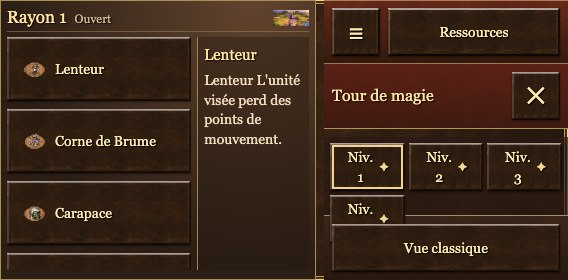 Rayon 1 Ouvert
Lenteur
Corne de Brume
Carapace
Lenteur
Lenteur L'unité
visée perd des
points de
mouvement.
≡
Ressources
Tour de magie
×
Niv.
1
Niv.
2
Niv.
3
Niv.
Vue classique